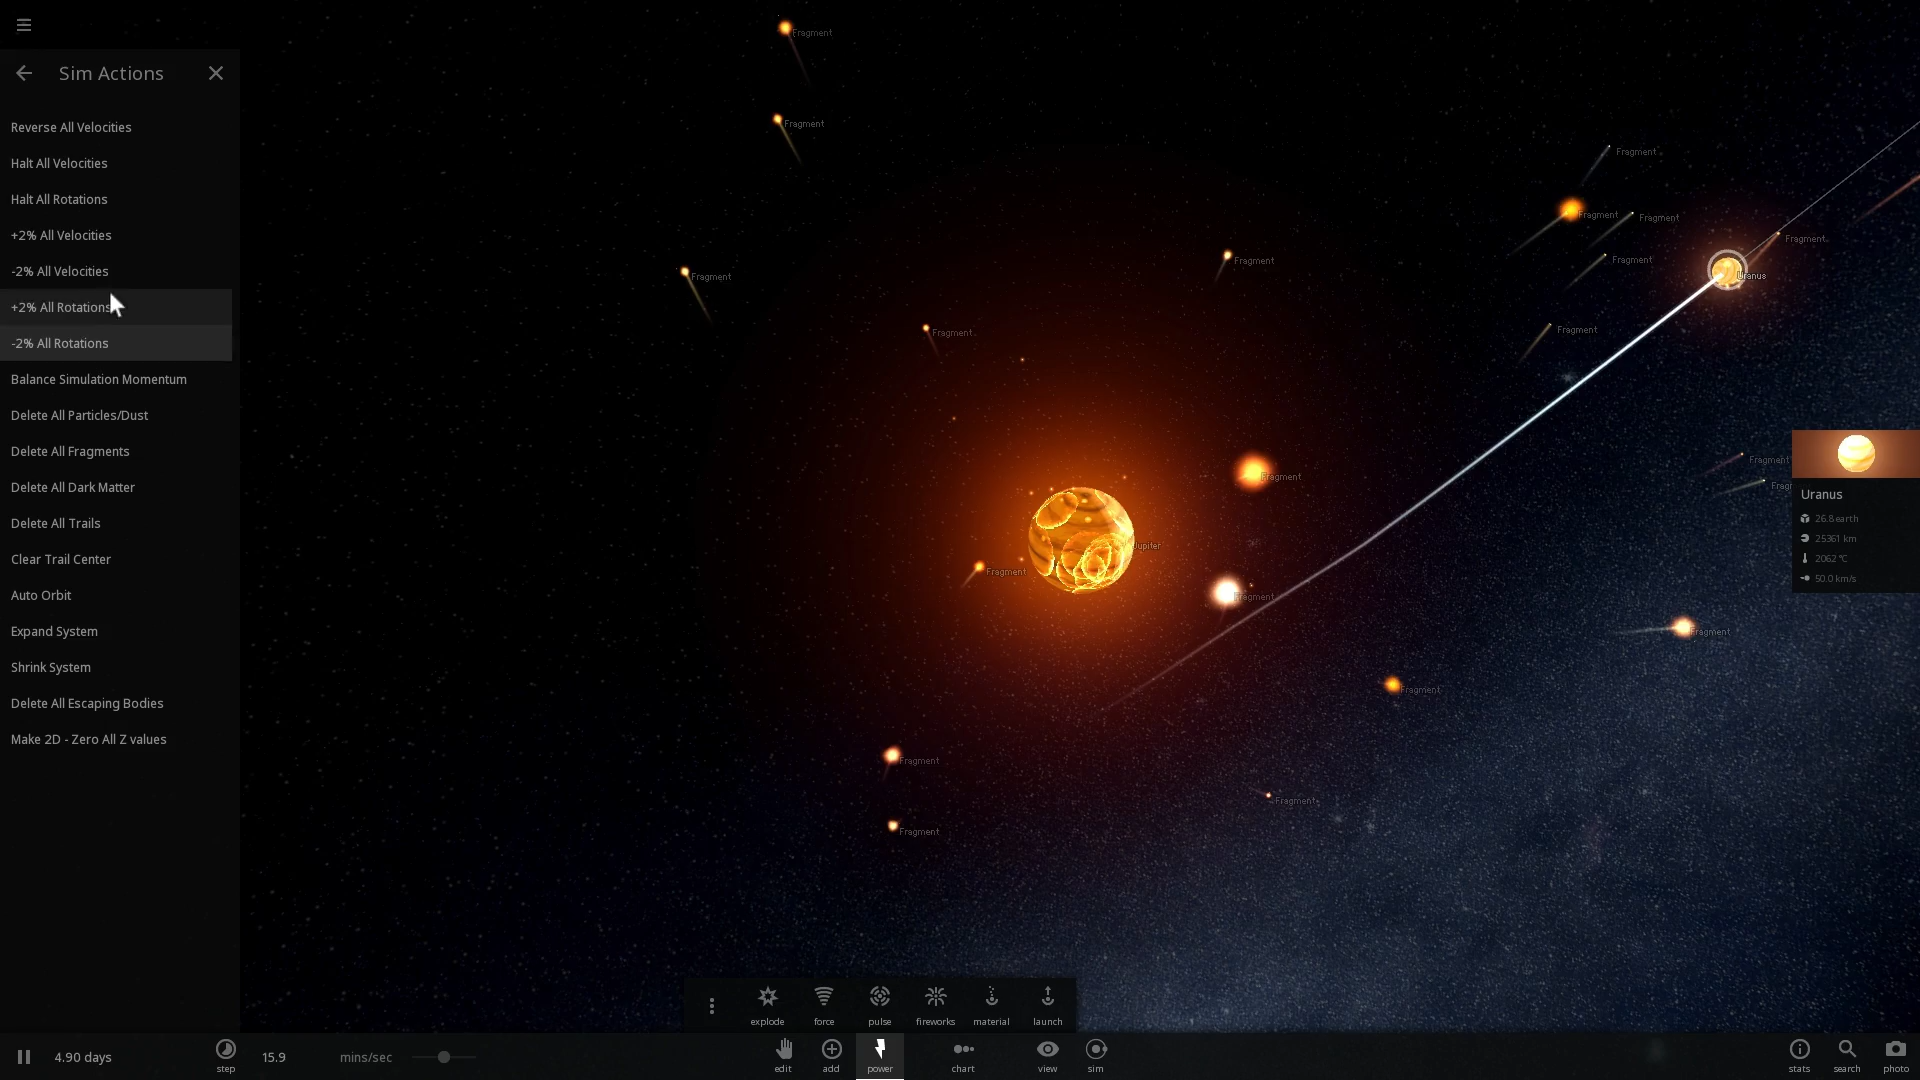 Sim Actions
Reverse All Velocities
Halt All Velocities
Halt All Rotations
+2% All Velocities
-2% All Velocities
+2% All Rotations
-2% All Rotations
Balance Simulation Momentum
Delete All Particles/Dust
Delete All Fragments
Delete All Dark Matter
Delete All Trails
Clear Trail Center
Auto Orbit
Expand System
Shrink System
Delete All Escaping Bodies
Make 2D - Zero All Z values
Fragment
Fragment
Fragment
Fragment
Fragment
Fragment
Fragment
Fragment
Fragment
Uranus
Fragment
Fragment
Fragment
Fragment
Fragment
Frag
Jupiter
Fragment
Fragment
Fragment
Fragment
Fragment
Fragment
Fragment
Uranus
26.8 earth
25361 km
2062 °C
50.0 km/s
explode
force
pulse
fireworks
material
launch
4.90 days
step
15.9
mins/sec
edit
add
power
chart
view
sim
stats
search
photo